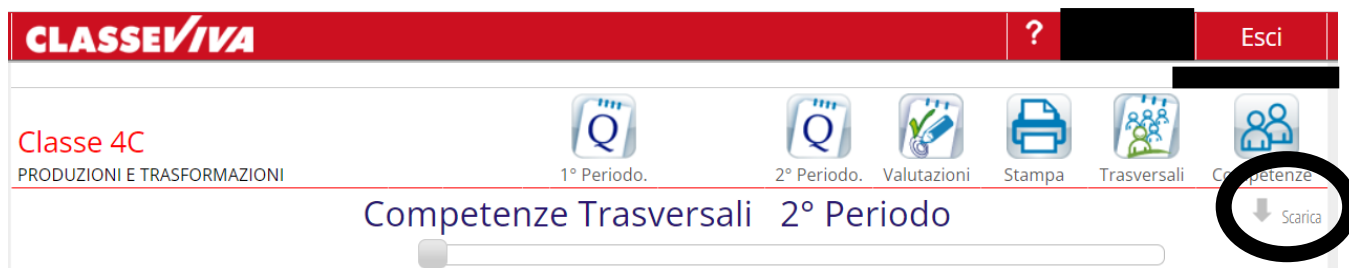 CLASSEVIVA ? Esci
Classe 4C
PRODUZIONI E TRASFORMAZIONI
Q 1° Periodo. Q 2° Periodo. Valutazioni Stampa Trasversali Competenze
Competenze Trasversali 2° Periodo Scarica